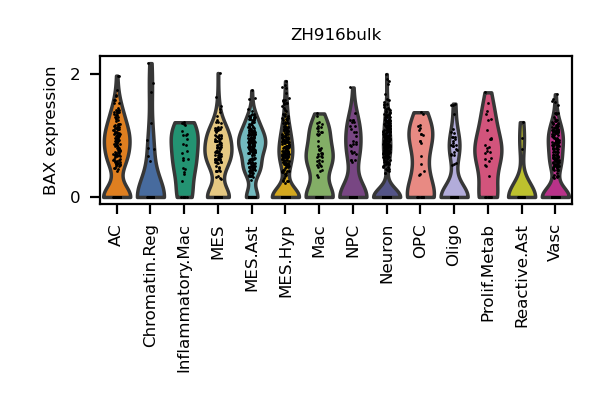 ZH916bulk
BAX expression
2
0
AC
Chromatin.Reg
Inflammatory.Mac
MES
MES.Ast
MES.Hyp
Mac
NPC
Neuron
OPC
Oligo
Prolif.Metab
Reactive.Ast
Vasc